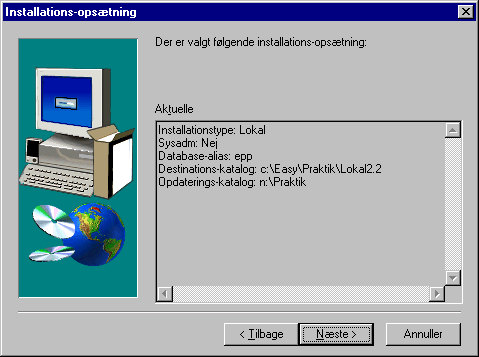 Installations-opsætning
Der er valgt følgende installations-opsætning:
Aktuelle
Installationstype: Lokal
Sysadm: Nej
Database-alias: epp
Destinations-katalog: c:\Easy\Praktik\Lokal2.2
Opdaterings-katalog: n:\Praktik
< Tilbage
Næste >
Annuller